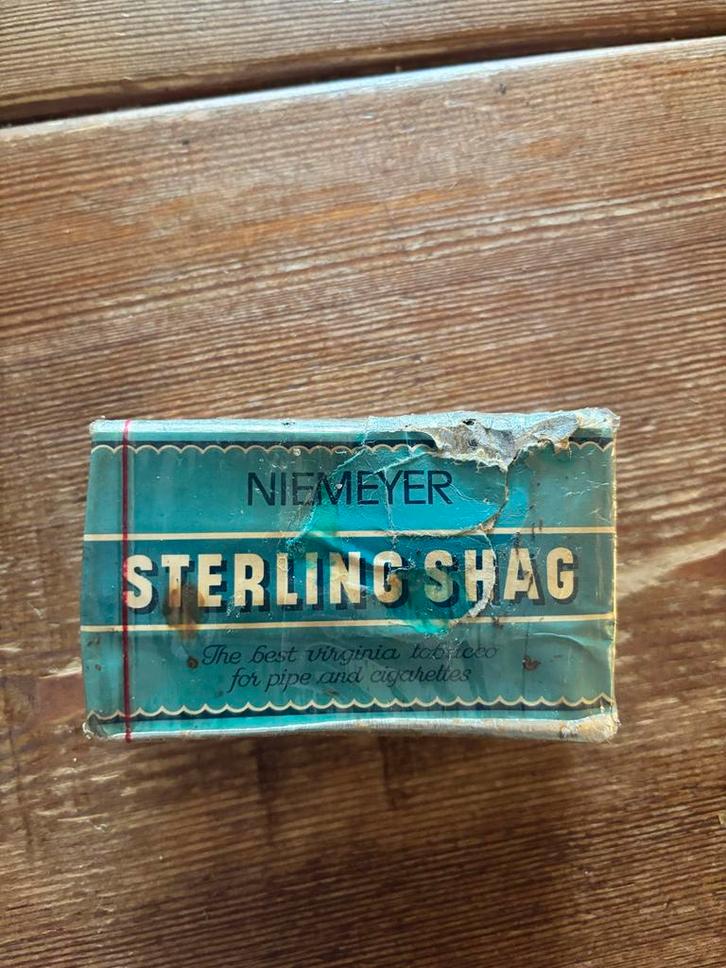 NIEMEYER
STERLING SHAG
The best virginia tobacco
for pipe and cigarettes